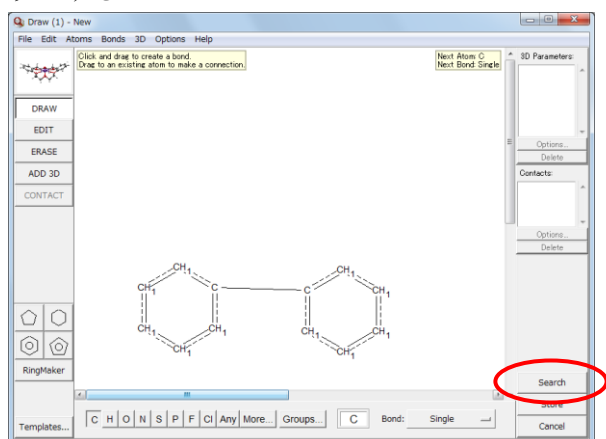 Draw (1) - New
File Edit Atoms Bonds 3D Options Help
Click and drag to create a bond.
Drag to an existing atom to make a connection.
Next Atom: C
Next Bond: Single
3D Parameters:
DRAW
EDIT
ERASE
ADD 3D
CONTACT
Options...
Delete
Contacts:
Options...
Delete
CH1
CH1
CH1
C
C
CH1
CH1
CH1
CH1
CH1
CH1
CH1
RingMaker
Search
Store
Templates...
C H O N S P F Cl Any More... Groups... C Bond: Single
Cancel